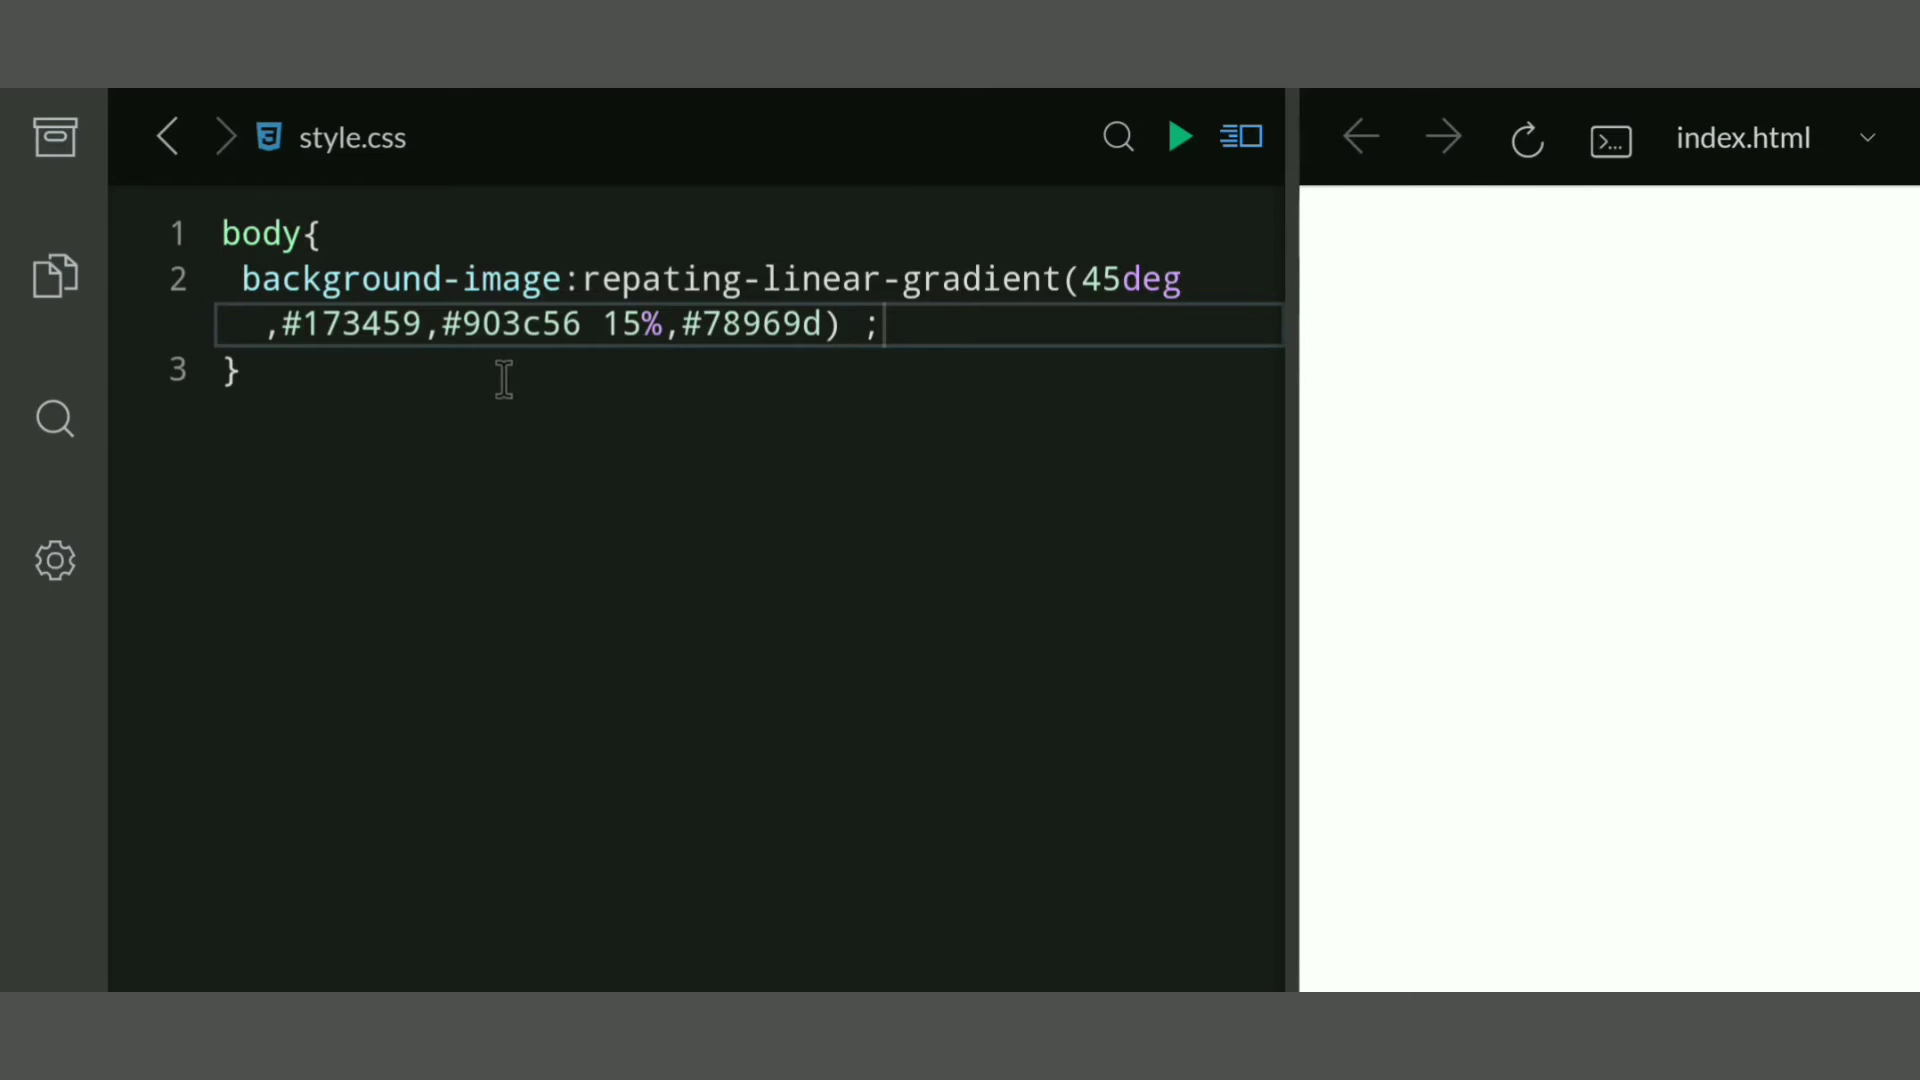 style.css
index.html
1 body{
2 background-image:repating-linear-gradient(45deg
,#173459,#903c56 15%,#78969d) ;
3 }